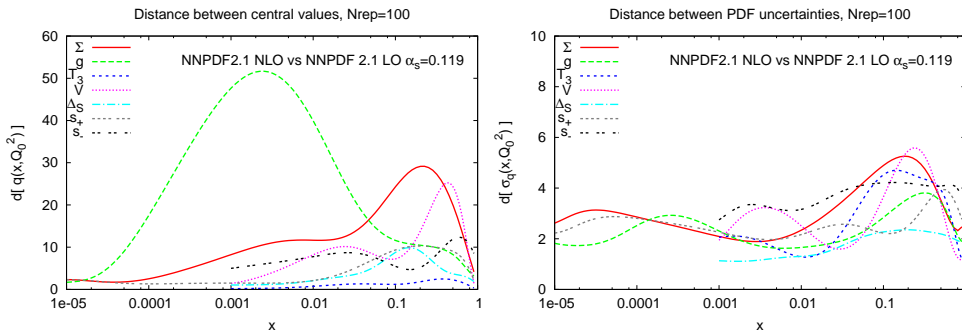 Distance between central values, Nrep=100
NNPDF2.1 NLO vs NNPDF 2.1 LO αs=0.119
Σ
g
T3
V
ΔS
s+
s-
d[ q(x,Q0²) ]
60
50
40
30
20
10
0
1e-05 0.0001 0.001 0.01 0.1 1
x
Distance between PDF uncertainties, Nrep=100
NNPDF2.1 NLO vs NNPDF 2.1 LO αs=0.119
Σ
g
T3
V
ΔS
s+
s-
d[ σq(x,Q0²) ]
10
8
6
4
2
0
1e-05 0.0001 0.001 0.01 0.1
x